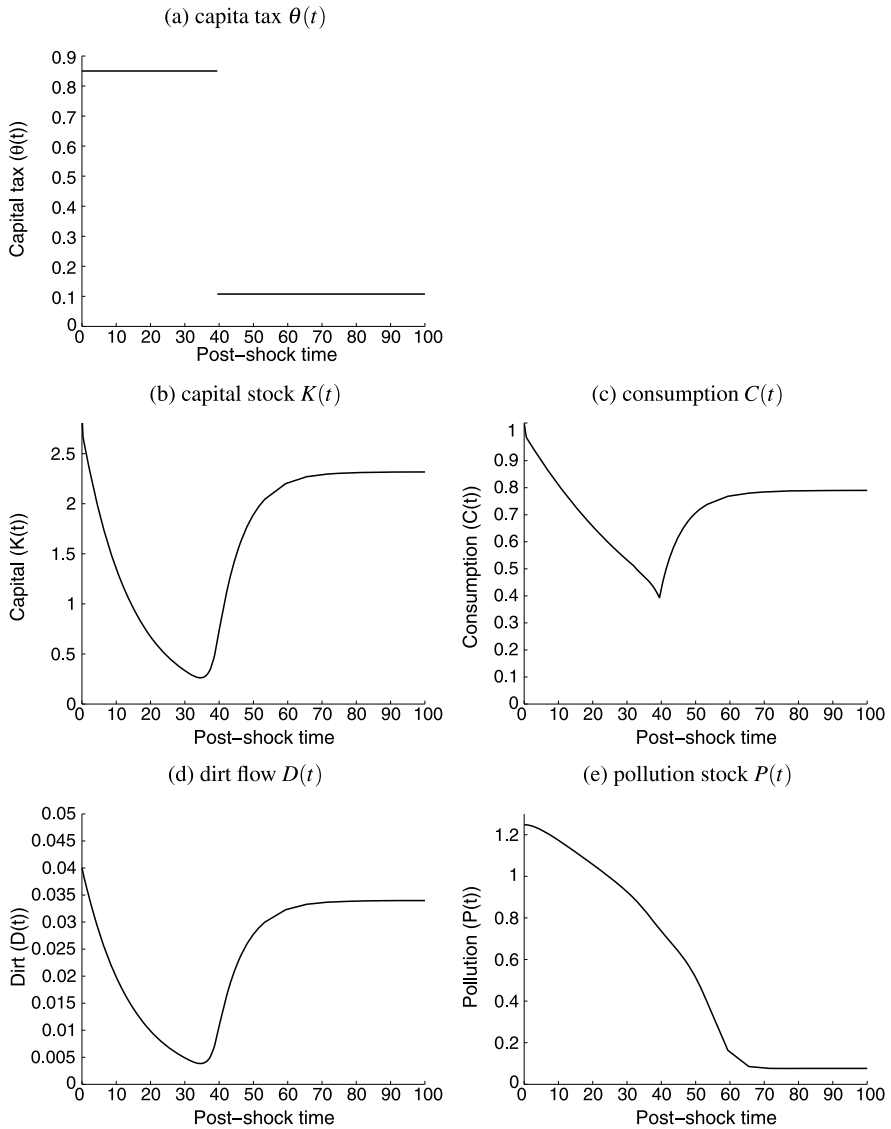 (a) capita tax θ(t)
0.9
0.8
0.7
0.6
0.5
0.4
0.3
0.2
0.1
0
Capital tax (θ(t))
10 20 30 40 50 60 70 80 90 100
Post–shock time
(b) capital stock K(t)
2.5
2
1.5
1
0.5
0
Capital (K(t))
10 20 30 40 50 60 70 80 90 100
Post–shock time
(c) consumption C(t)
1
0.9
0.8
0.7
0.6
0.5
0.4
0.3
0.2
0.1
0
Consumption (C(t))
0 10 20 30 40 50 60 70 80 90 100
Post–shock time
(d) dirt flow D(t)
0.05
0.045
0.04
0.035
0.03
0.025
0.02
0.015
0.01
0.005
0
Dirt (D(t))
10 20 30 40 50 60 70 80 90 100
Post–shock time
(e) pollution stock P(t)
1.2
1
0.8
0.6
0.4
0.2
0
Pollution (P(t))
0 10 20 30 40 50 60 70 80 90 100
Post–shock time